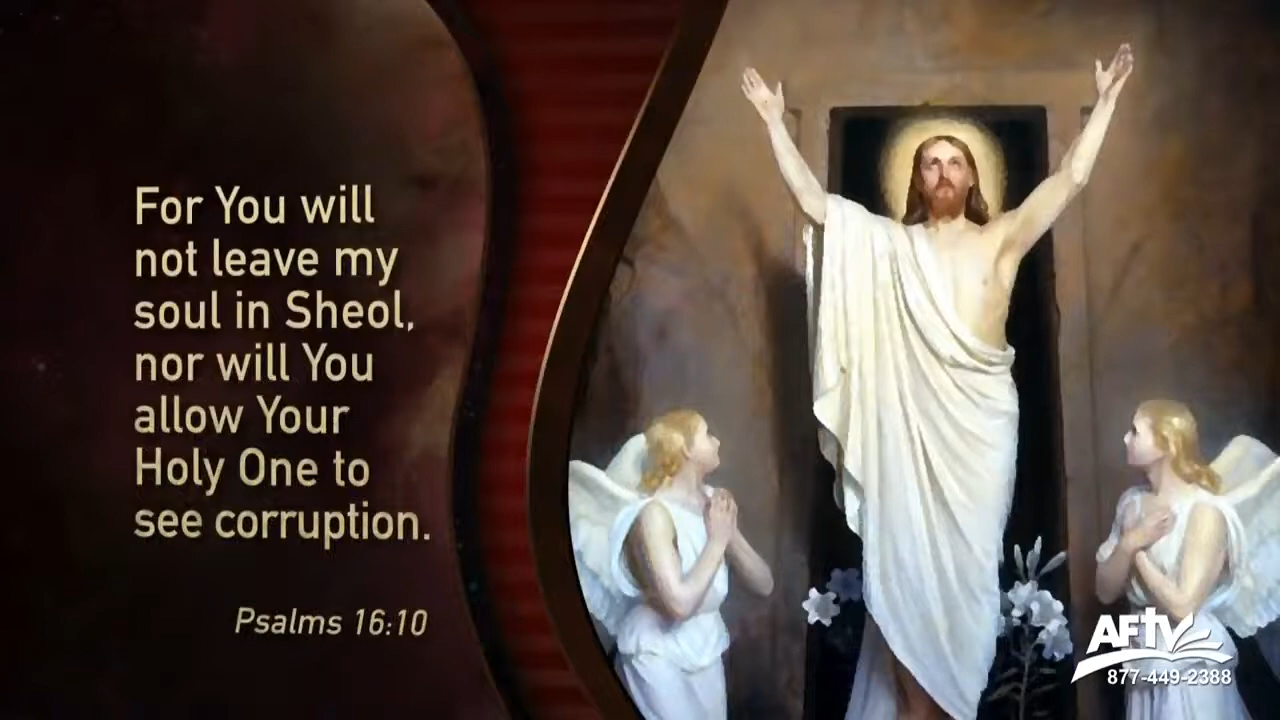 For You will
not leave my
soul in Sheol,
nor will You
allow Your
Holy One to
see corruption.
Psalms 16:10
AFTV
877-449-2388